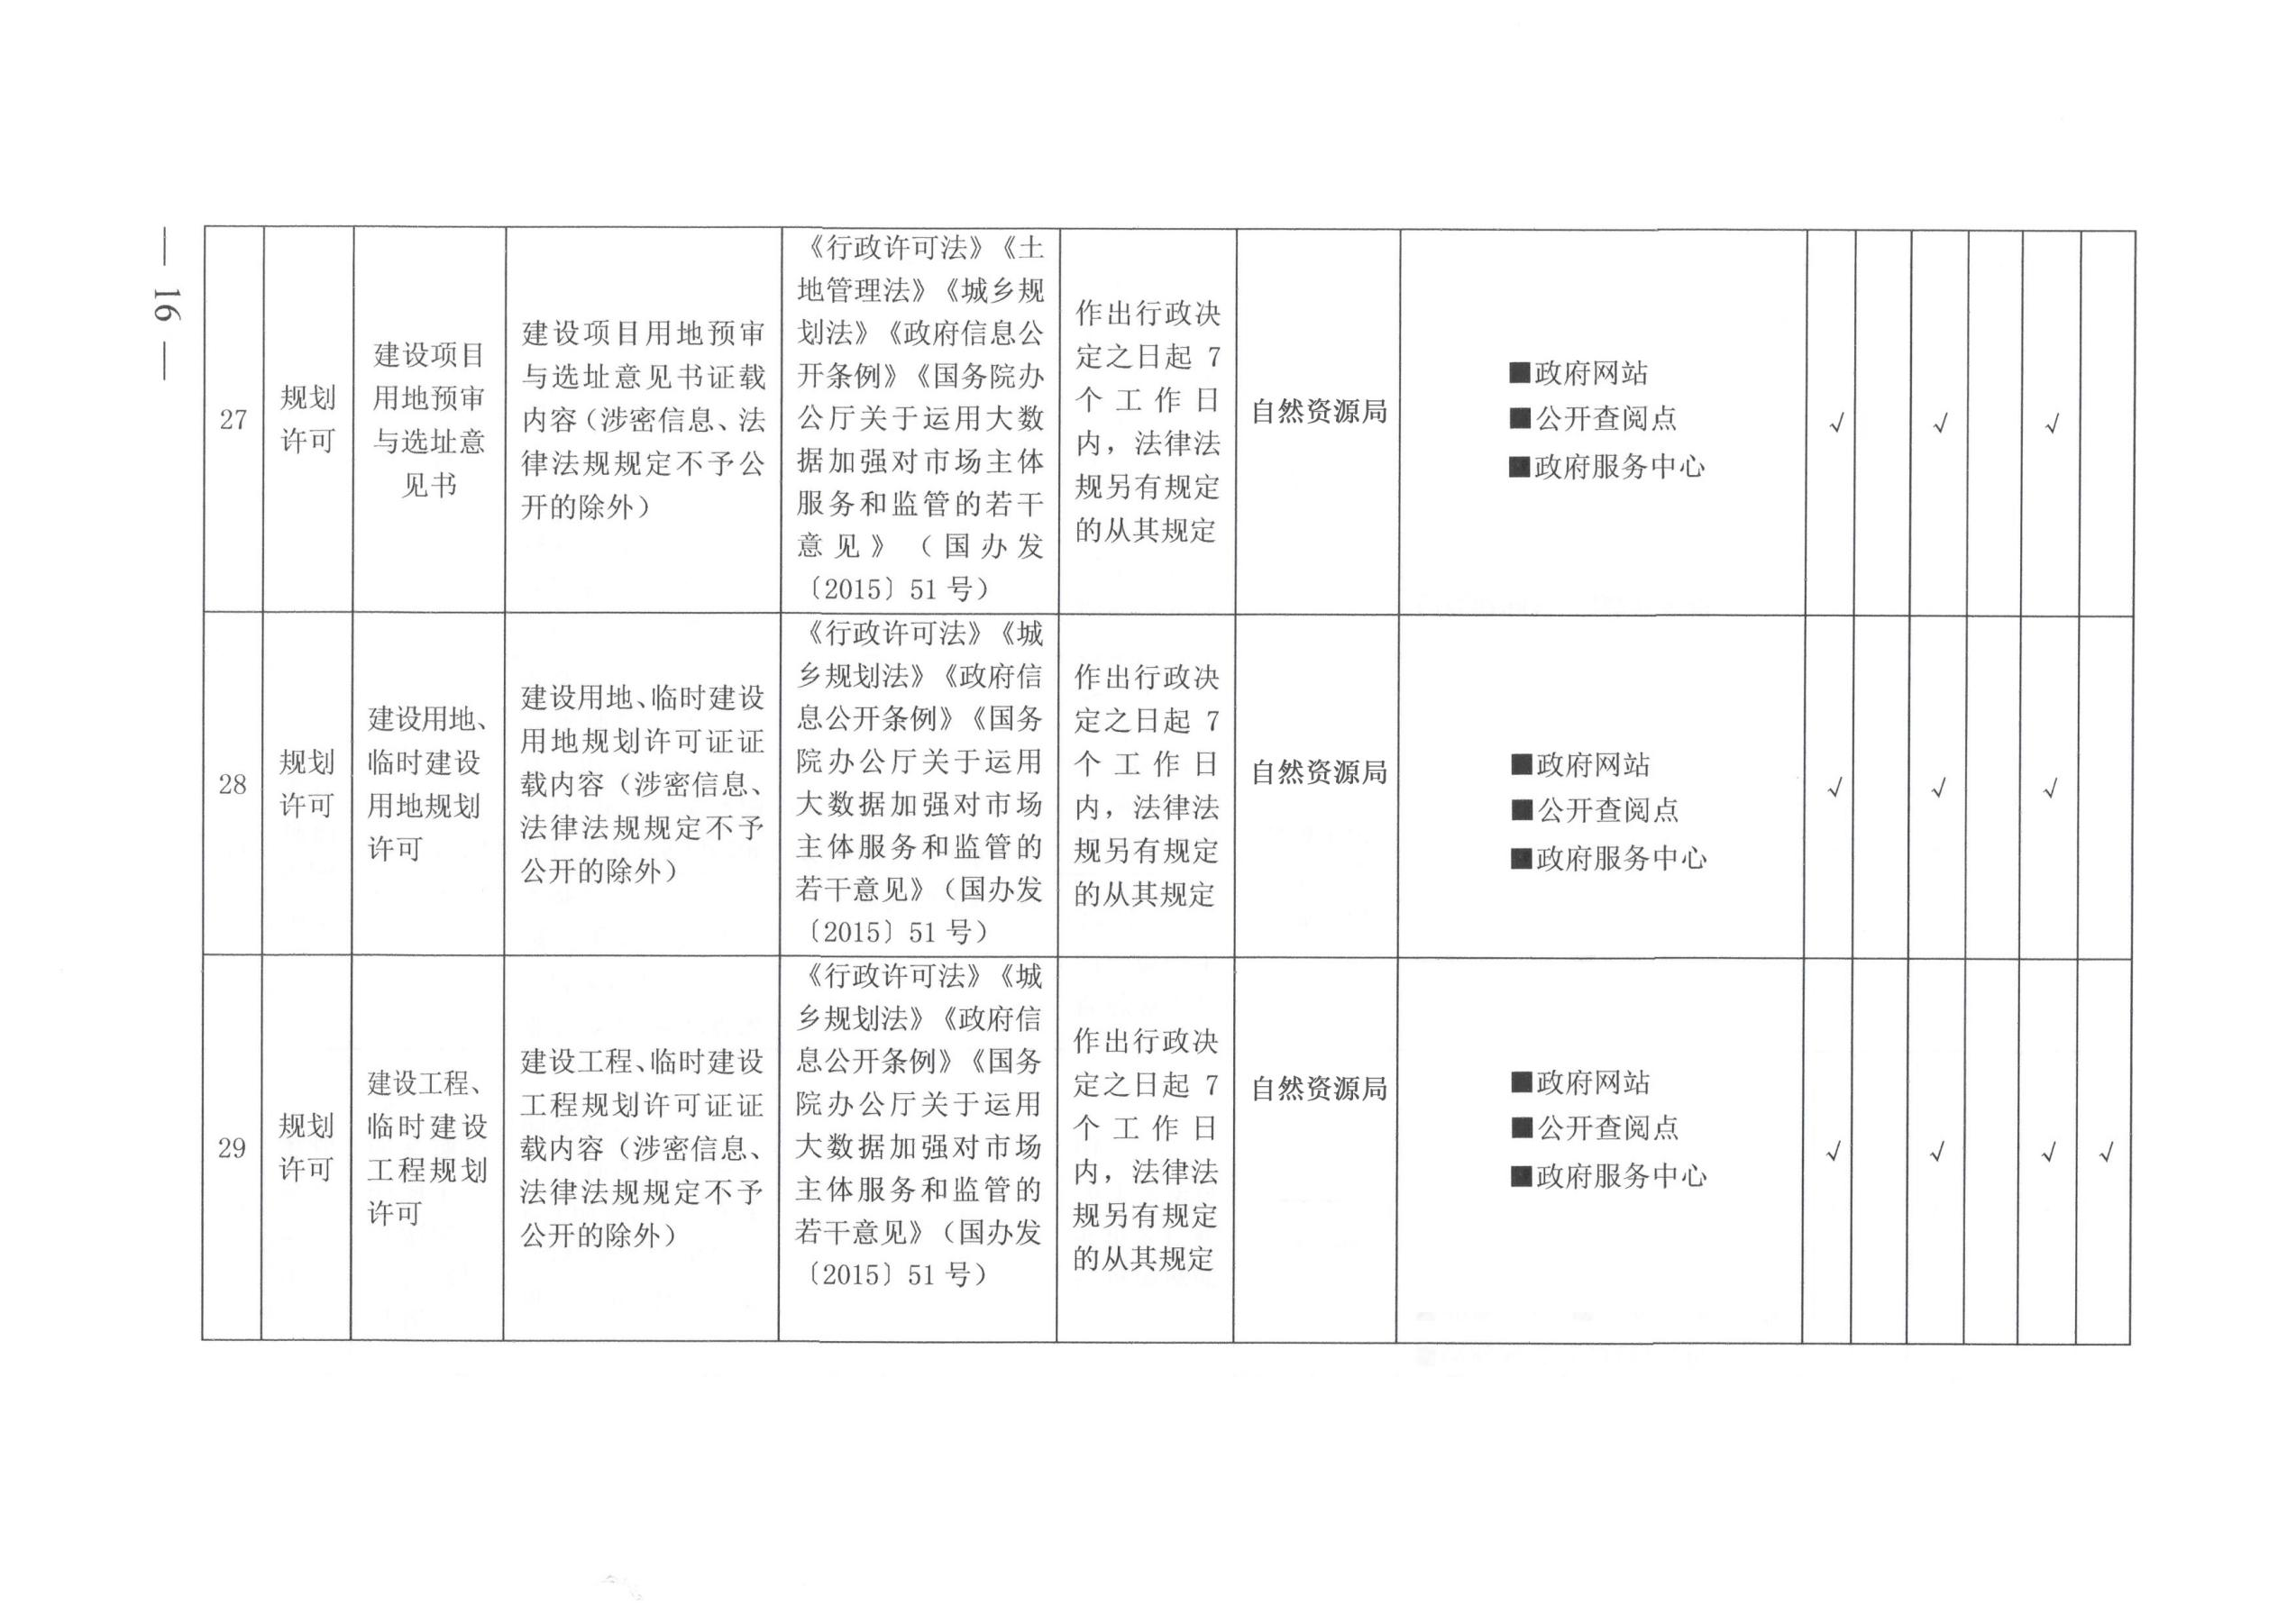 — 16 —
27
规划
许可
建设项目
用地预审
与选址意
见书
建设项目用地预审
与选址意见书证载
内容（涉密信息、法
律法规规定不予公
开的除外）
《行政许可法》《土
地管理法》《城乡规
划法》《政府信息公
开条例》《国务院办
公厅关于运用大数
据加强对市场主体
服务和监管的若干
意见》（国办发
〔2015〕51 号）
作出行政决
定之日起 7
个工作日
内，法律法
规另有规定
的从其规定
自然资源局
■政府网站
■公开查阅点
■政府服务中心
√ √ √
28
规划
许可
建设用地、
临时建设
用地规划
许可
建设用地、临时建设
用地规划许可证证
载内容（涉密信息、
法律法规规定不予
公开的除外）
《行政许可法》《城
乡规划法》《政府信
息公开条例》《国务
院办公厅关于运用
大数据加强对市场
主体服务和监管的
若干意见》（国办发
〔2015〕51 号）
作出行政决
定之日起 7
个工作日
内，法律法
规另有规定
的从其规定
自然资源局
■政府网站
■公开查阅点
■政府服务中心
√ √ √
29
规划
许可
建设工程、
临时建设
工程规划
许可
建设工程、临时建设
工程规划许可证证
载内容（涉密信息、
法律法规规定不予
公开的除外）
《行政许可法》《城
乡规划法》《政府信
息公开条例》《国务
院办公厅关于运用
大数据加强对市场
主体服务和监管的
若干意见》（国办发
〔2015〕51 号）
作出行政决
定之日起 7
个工作日
内，法律法
规另有规定
的从其规定
自然资源局
■政府网站
■公开查阅点
■政府服务中心
√ √ √ √